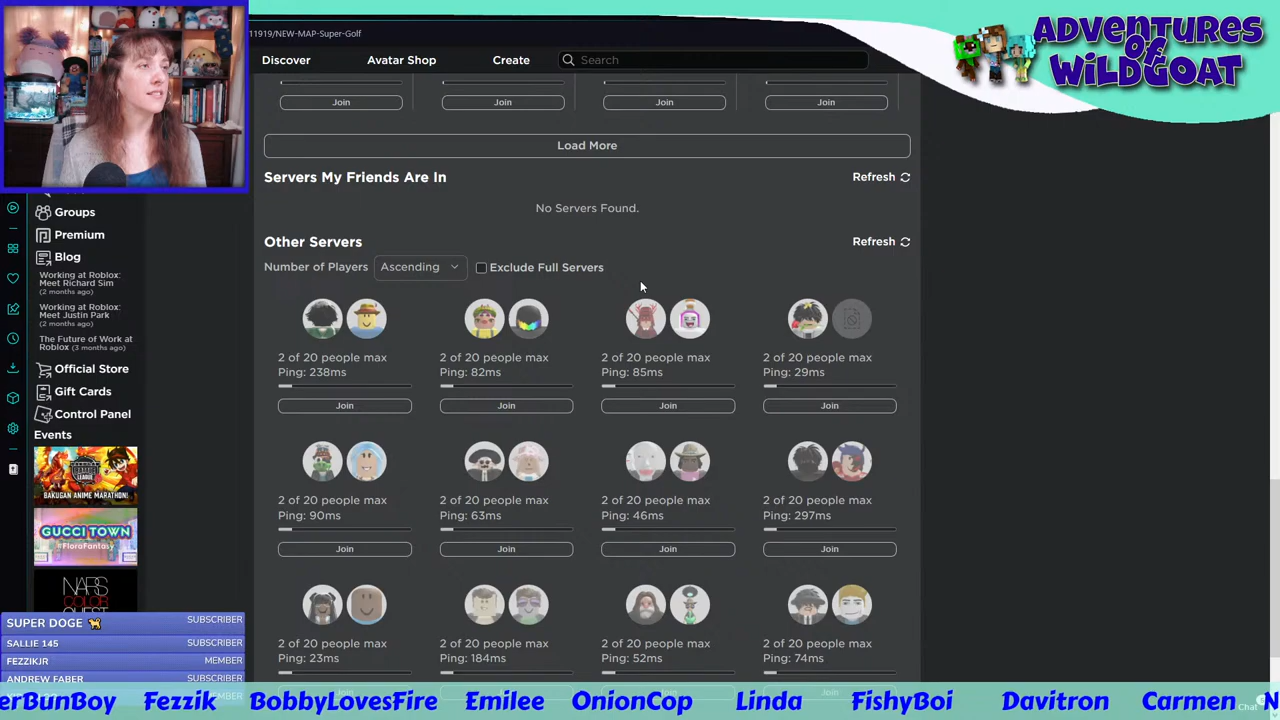 11919/NEW-MAP-Super-Golf
ADVENTURES
OF
WILDGOAT
Discover
Avatar Shop
Create
Search
Join
Join
Join
Join
Load More
Servers My Friends Are In
Refresh
No Servers Found.
Other Servers
Refresh
Number of Players
Ascending
Exclude Full Servers
2 of 20 people max
Ping: 238ms
Join
2 of 20 people max
Ping: 82ms
Join
2 of 20 people max
Ping: 85ms
Join
2 of 20 people max
Ping: 29ms
Join
2 of 20 people max
Ping: 90ms
Join
2 of 20 people max
Ping: 63ms
Join
2 of 20 people max
Ping: 46ms
Join
2 of 20 people max
Ping: 297ms
Join
2 of 20 people max
Ping: 23ms
2 of 20 people max
Ping: 184ms
2 of 20 people max
Ping: 52ms
2 of 20 people max
Ping: 74ms
Groups
Premium
Blog
Working at Roblox:
Meet Richard Sim
(2 months ago)
Working at Roblox:
Meet Justin Park
(2 months ago)
The Future of Work at
Roblox (3 months ago)
Official Store
Gift Cards
Control Panel
Events
BATTLE
LEAGUE
BAKUGAN ANIME MARATHON!
GUCCI TOWN
#FloraFantasy
NARS
COLOR
QUEST
SUPER DOGE SUBSCRIBER
SALLIE 145 SUBSCRIBER
FEZZIKJR MEMBER
ANDREW FABER SUBSCRIBER
MEMBER
erBunBoy Fezzik BobbyLovesFire Emilee OnionCop Linda FishyBoi Davitron Carmen N
Chat